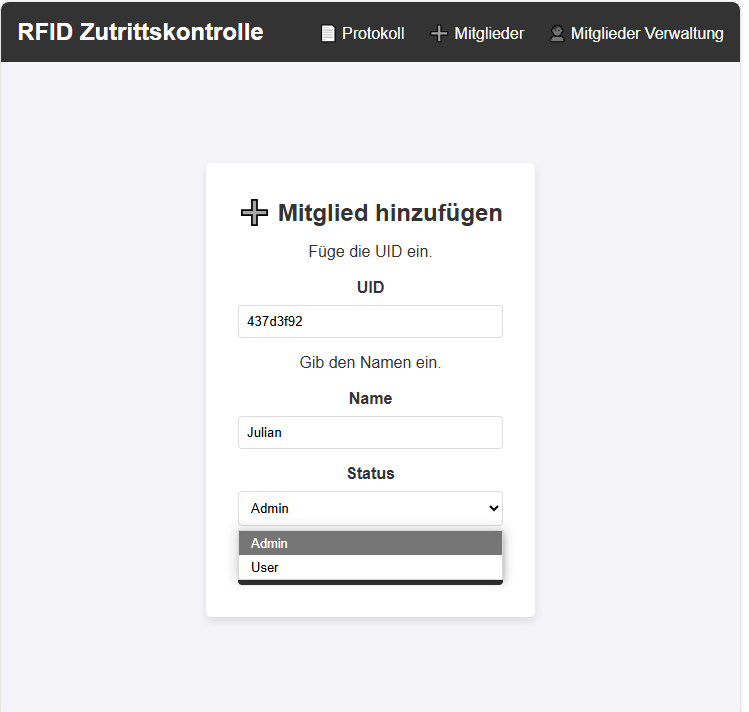 RFID Zutrittskontrolle
Protokoll
Mitglieder
Mitglieder Verwaltung
Mitglied hinzufügen
Füge die UID ein.
UID
437d3f92
Gib den Namen ein.
Name
Julian
Status
Admin
Admin
User